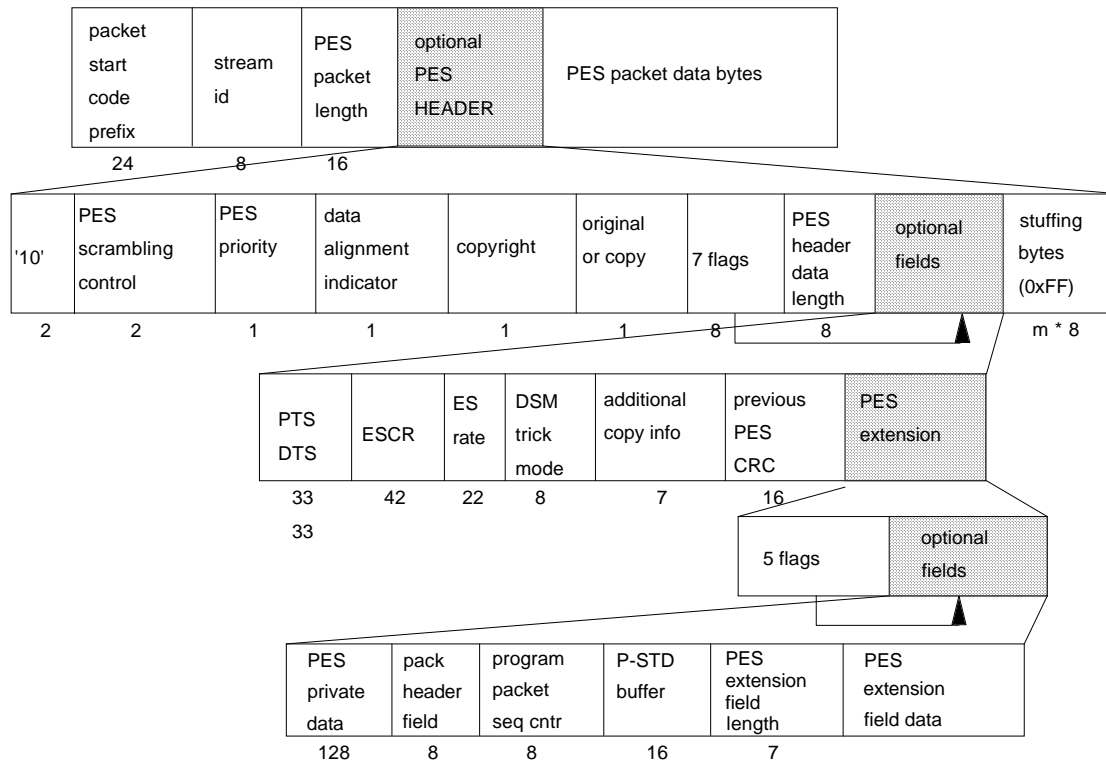 packet
start
code
prefix
stream
id
PES
packet
length
optional
PES
HEADER
PES packet data bytes
24
8
16
'10'
PES
scrambling
control
PES
priority
data
alignment
indicator
copyright
original
or copy
7 flags
PES
header
data
length
optional
fields
stuffing
bytes
(0xFF)
2
2
1
1
1
1
8
8
m * 8
PTS
DTS
ESCR
ES
rate
DSM
trick
mode
additional
copy info
previous
PES
CRC
PES
extension
33
33
42
22
8
7
16
5 flags
optional
fields
PES
private
data
pack
header
field
program
packet
seq cntr
P-STD
buffer
PES
extension
field
length
PES
extension
field data
128
8
8
16
7